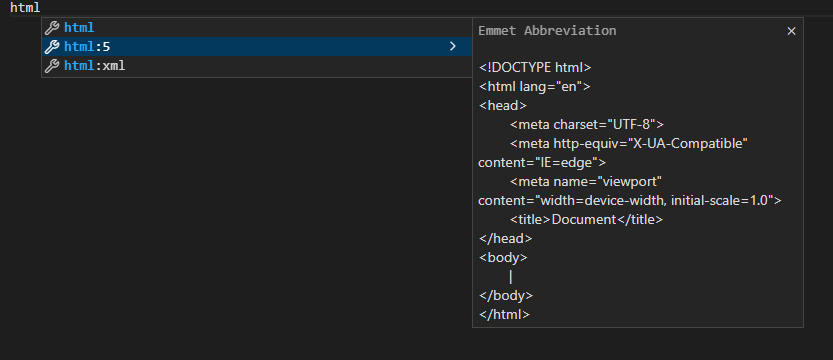 html
html
html:5
html:xml
Emmet Abbreviation
<!DOCTYPE html>
<html lang="en">
<head>
<meta charset="UTF-8">
<meta http-equiv="X-UA-Compatible"
content="IE=edge">
<meta name="viewport"
content="width=device-width, initial-scale=1.0">
<title>Document</title>
</head>
<body>
|
</body>
</html>